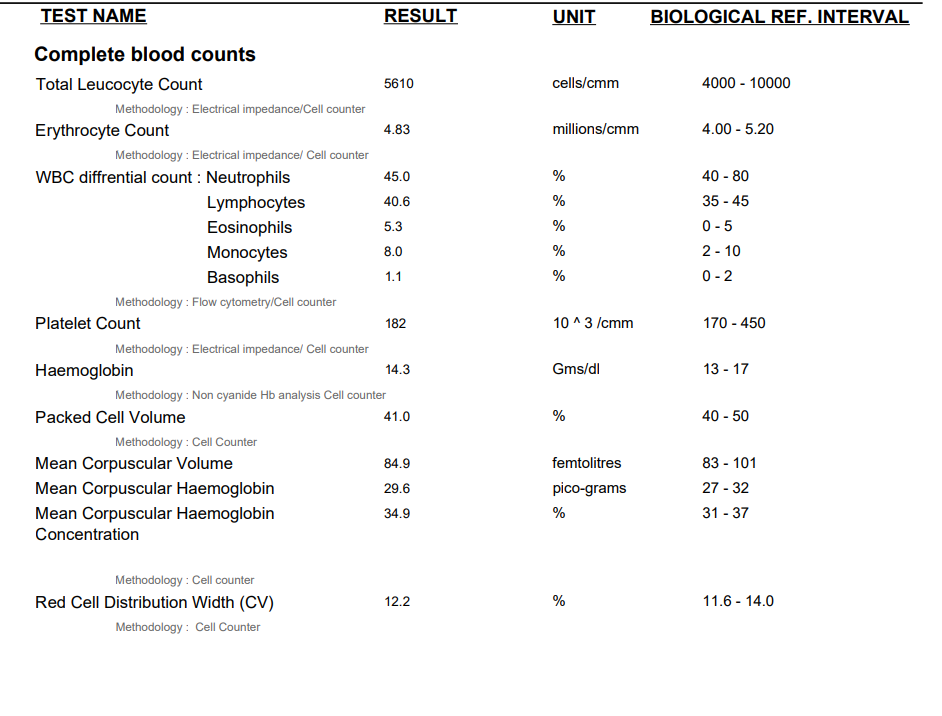 TEST NAME RESULT UNIT BIOLOGICAL REF. INTERVAL
Complete blood counts
Total Leucocyte Count 5610 cells/cmm 4000 - 10000
Methodology : Electrical impedance/Cell counter
Erythrocyte Count 4.83 millions/cmm 4.00 - 5.20
Methodology : Electrical impedance/ Cell counter
WBC diffrential count : Neutrophils 45.0 % 40 - 80
Lymphocytes 40.6 % 35 - 45
Eosinophils 5.3 % 0 - 5
Monocytes 8.0 % 2 - 10
Basophils 1.1 % 0 - 2
Methodology : Flow cytometry/Cell counter
Platelet Count 182 10 ^ 3 /cmm 170 - 450
Methodology : Electrical impedance/ Cell counter
Haemoglobin 14.3 Gms/dl 13 - 17
Methodology : Non cyanide Hb analysis Cell counter
Packed Cell Volume 41.0 % 40 - 50
Methodology : Cell Counter
Mean Corpuscular Volume 84.9 femtolitres 83 - 101
Mean Corpuscular Haemoglobin 29.6 pico-grams 27 - 32
Mean Corpuscular Haemoglobin 34.9 % 31 - 37
Concentration
Methodology : Cell counter
Red Cell Distribution Width (CV) 12.2 % 11.6 - 14.0
Methodology : Cell Counter